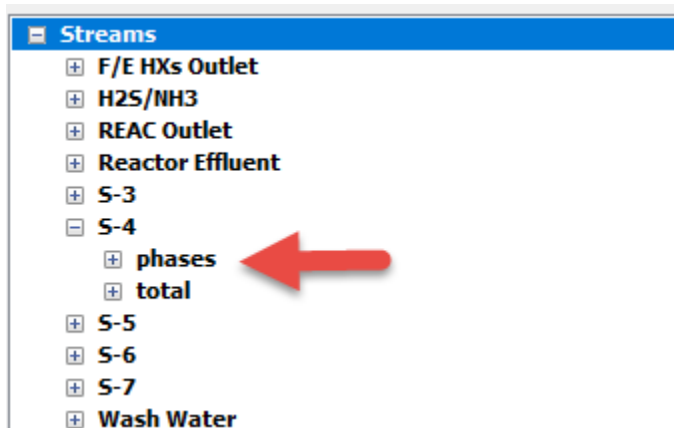 Streams
F/E HXs Outlet
H2S/NH3
REAC Outlet
Reactor Effluent
S-3
S-4
phases
total
S-5
S-6
S-7
Wash Water